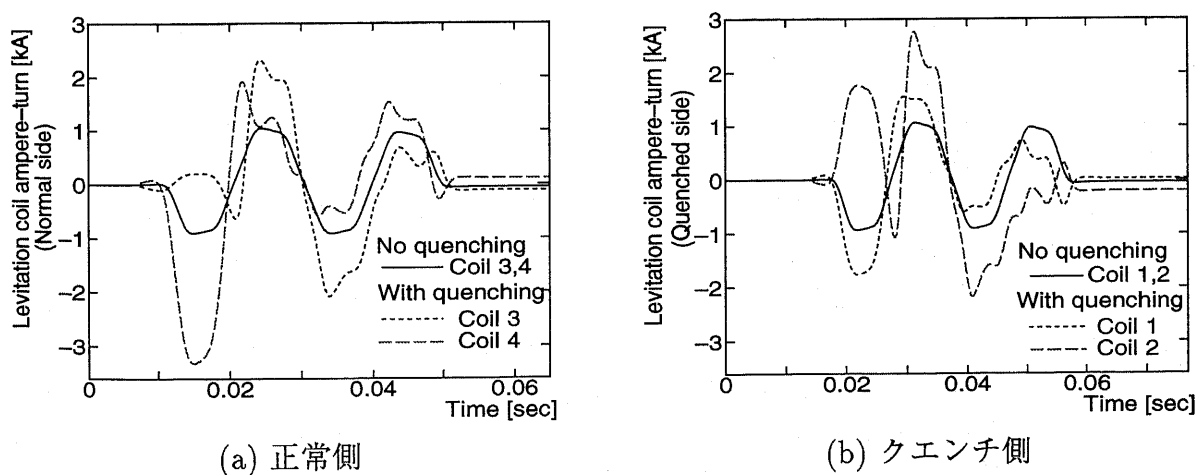 Levitation coil ampere-turn [kA]
(Normal side)
3
2
1
0
-1
-2
-3
0
0.02
0.04
0.06
Time [sec]
No quenching
Coil 3,4
With quenching
Coil 3
Coil 4
(a) 正常側
Levitation coil ampere-turn [kA]
(Quenched side)
3
2
1
0
-1
-2
-3
0
0.02
0.04
0.06
Time [sec]
No quenching
Coil 1,2
With quenching
Coil 1
Coil 2
(b) クエンチ側